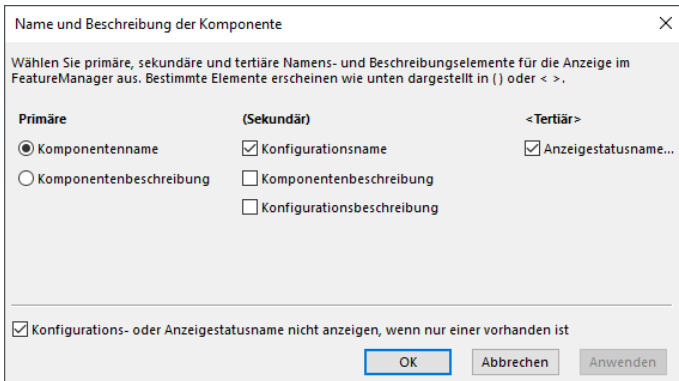 Name und Beschreibung der Komponente
Wählen Sie primäre, sekundäre und tertiäre Namens- und Beschreibungselemente für die Anzeige im
FeatureManager aus. Bestimmte Elemente erscheinen wie unten dargestellt in ( ) oder < >.
Primäre (Sekundär) <Tertiär>
Komponentenname Konfigurationsname Anzeigestatusname...
Komponentenbeschreibung Komponentenbeschreibung
Konfigurationsbeschreibung
Konfigurations- oder Anzeigestatusname nicht anzeigen, wenn nur einer vorhanden ist
OK Abbrechen Anwenden